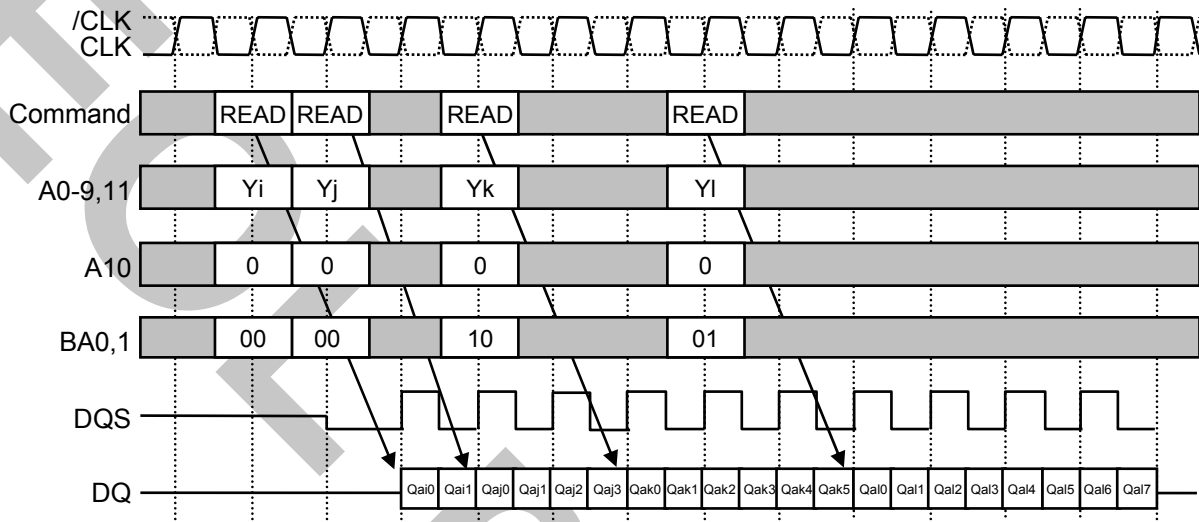 /CLK
CLK
Command READ READ READ READ
A0-9,11 Yi Yj Yk Yl
A10 0 0 0 0
BA0,1 00 00 10 01
DQS
DQ Qai0 Qai1 Qaj0 Qaj1 Qaj2 Qaj3 Qak0 Qak1 Qak2 Qak3 Qak4 Qak5 Qal0 Qal1 Qal2 Qal3 Qal4 Qal5 Qal6 Qal7